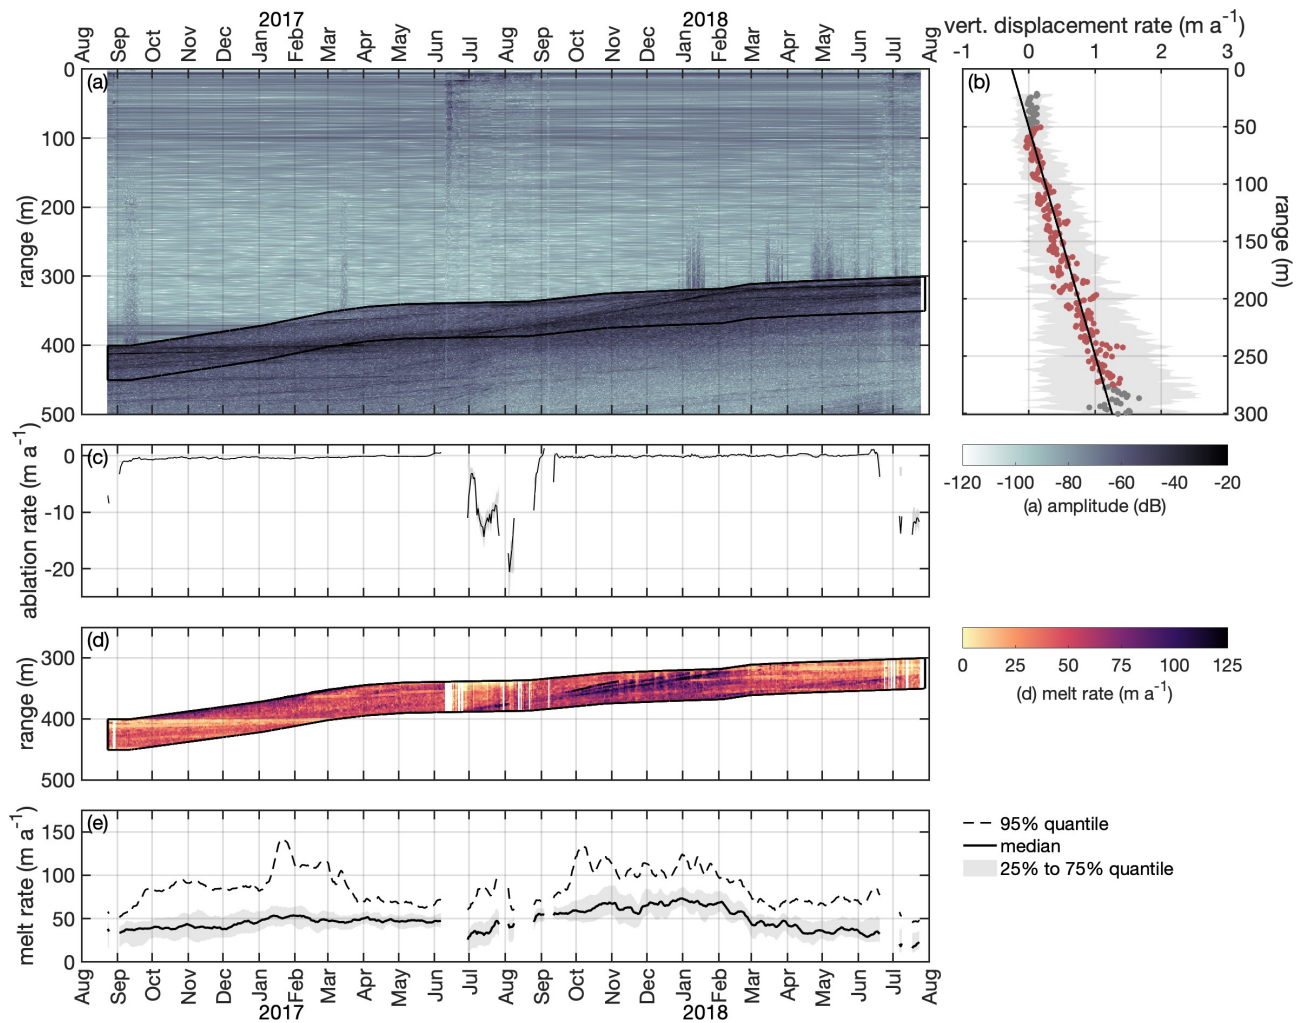 2017 2018
Aug Sep Oct Nov Dec Jan Feb Mar Apr May Jun Jul Aug Sep Oct Nov Dec Jan Feb Mar Apr May Jun Jul Aug
vert. displacement rate (m a⁻¹)
-1 0 1 2 3
(a)
range (m)
0
100
200
300
400
500
(b)
range (m)
0
50
100
150
200
250
300
(c)
ablation rate (m a⁻¹)
0
-10
-20
-120 -100 -80 -60 -40 -20
(a) amplitude (dB)
(d)
range (m)
300
400
500
0 25 50 75 100 125
(d) melt rate (m a⁻¹)
(e)
melt rate (m a⁻¹)
150
100
50
0
95% quantile
median
25% to 75% quantile
Aug Sep Oct Nov Dec Jan Feb Mar Apr May Jun Jul Aug Sep Oct Nov Dec Jan Feb Mar Apr May Jun Jul Aug
2017 2018